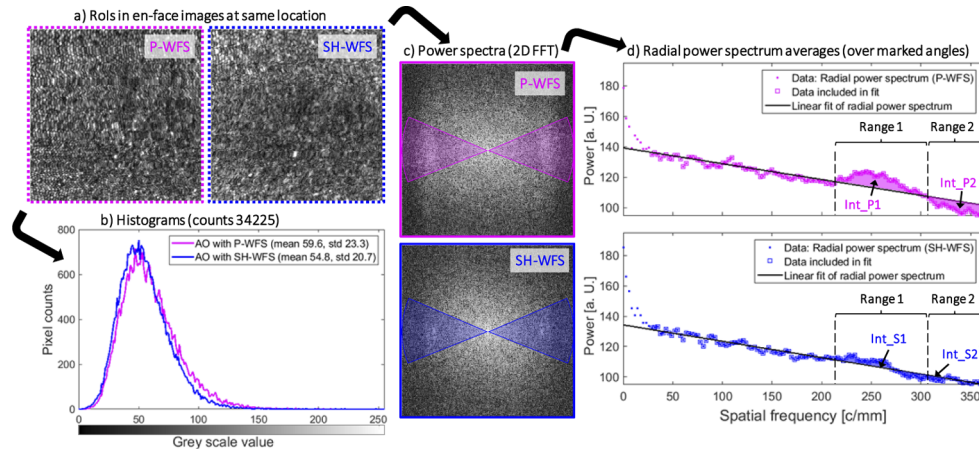 a) RoIs in en-face images at same location
P-WFS
SH-WFS
b) Histograms (counts 34225)
800
600
400
200
0
Pixel counts
AO with P-WFS (mean 59.6, std 23.3)
AO with SH-WFS (mean 54.8, std 20.7)
0 50 100 150 200 250
Grey scale value
c) Power spectra (2D FFT)
P-WFS
SH-WFS
d) Radial power spectrum averages (over marked angles)
180
160
140
120
100
Power [a. U.]
Data: Radial power spectrum (P-WFS)
Data included in fit
Linear fit of radial power spectrum
Range 1
Range 2
Int_P1
Int_P2
180
160
140
120
100
Power [a. U.]
Data: Radial power spectrum (SH-WFS)
Data included in fit
Linear fit of radial power spectrum
Range 1
Range 2
Int_S1
Int_S2
0 50 100 150 200 250 300 350
Spatial frequency [c/mm]